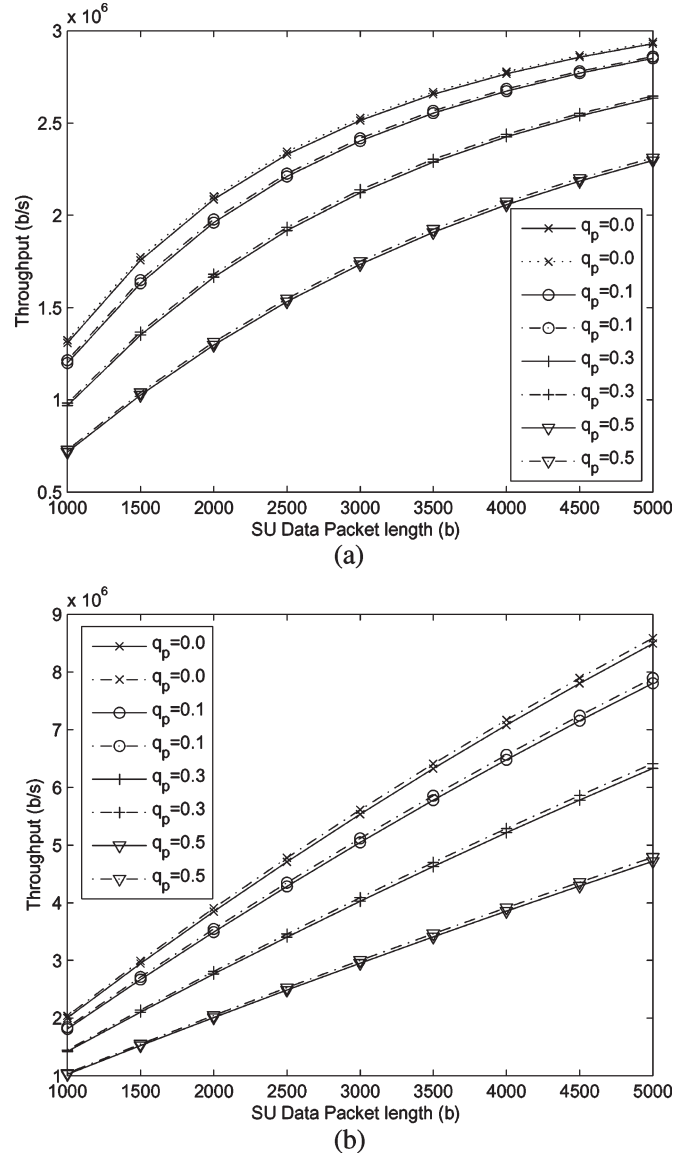 x 10^6
3
2.5
2
1.5
1
0.5
Throughput (b/s)
q_p=0.0
q_p=0.0
q_p=0.1
q_p=0.1
q_p=0.3
q_p=0.3
q_p=0.5
q_p=0.5
1000 1500 2000 2500 3000 3500 4000 4500 5000
SU Data Packet length (b)
(a)
x 10^6
9
8
7
6
5
4
3
2
1
Throughput (b/s)
q_p=0.0
q_p=0.0
q_p=0.1
q_p=0.1
q_p=0.3
q_p=0.3
q_p=0.5
q_p=0.5
1000 1500 2000 2500 3000 3500 4000 4500 5000
SU Data Packet length (b)
(b)